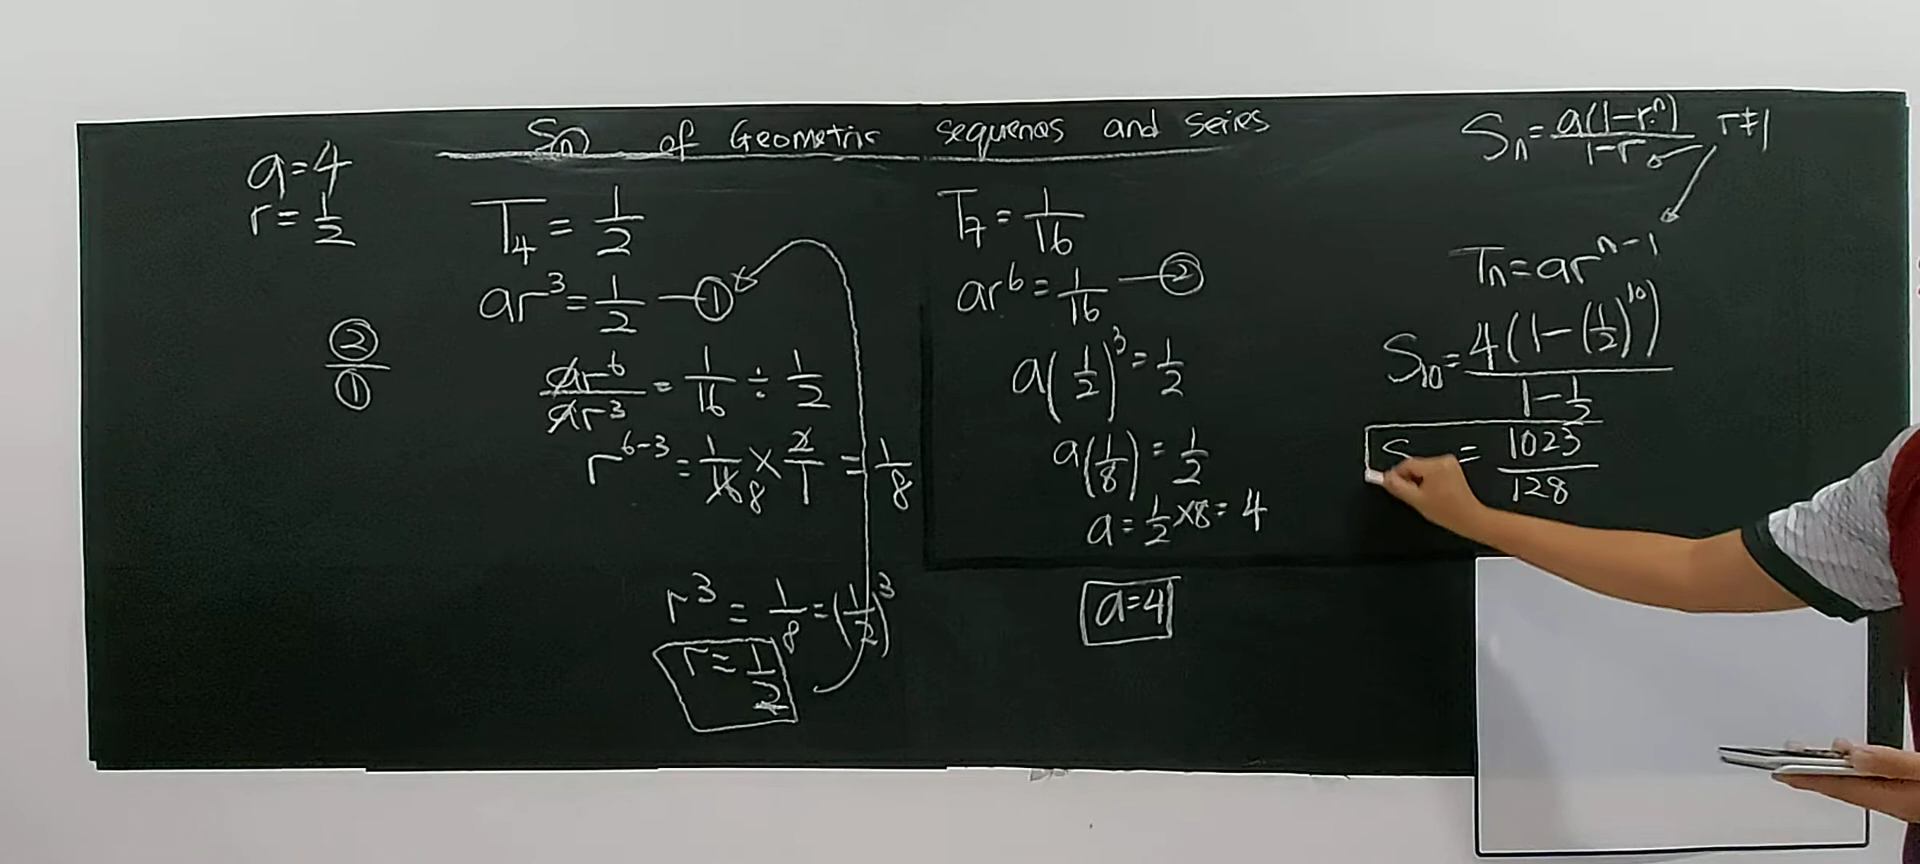 Sn of Geometric sequences and series
a=4
r=1/2
②/①
T₄=1/2
ar³=1/2 —①
ar⁶/ar³=1/16÷1/2
r⁶⁻³=1/16 8×2/1=1/8
r³=1/8=(1/2)³
r=1/2
T₇=1/16
ar⁶=1/16 —②
a(1/2)³=1/2
a(1/8)=1/2
a=1/2×8=4
a=4
Sn=a(1-rⁿ)/1-r r≠1
Tn=arⁿ⁻¹
S₁₀=4(1-(1/2)¹⁰)/1-1/2
S =1023/128